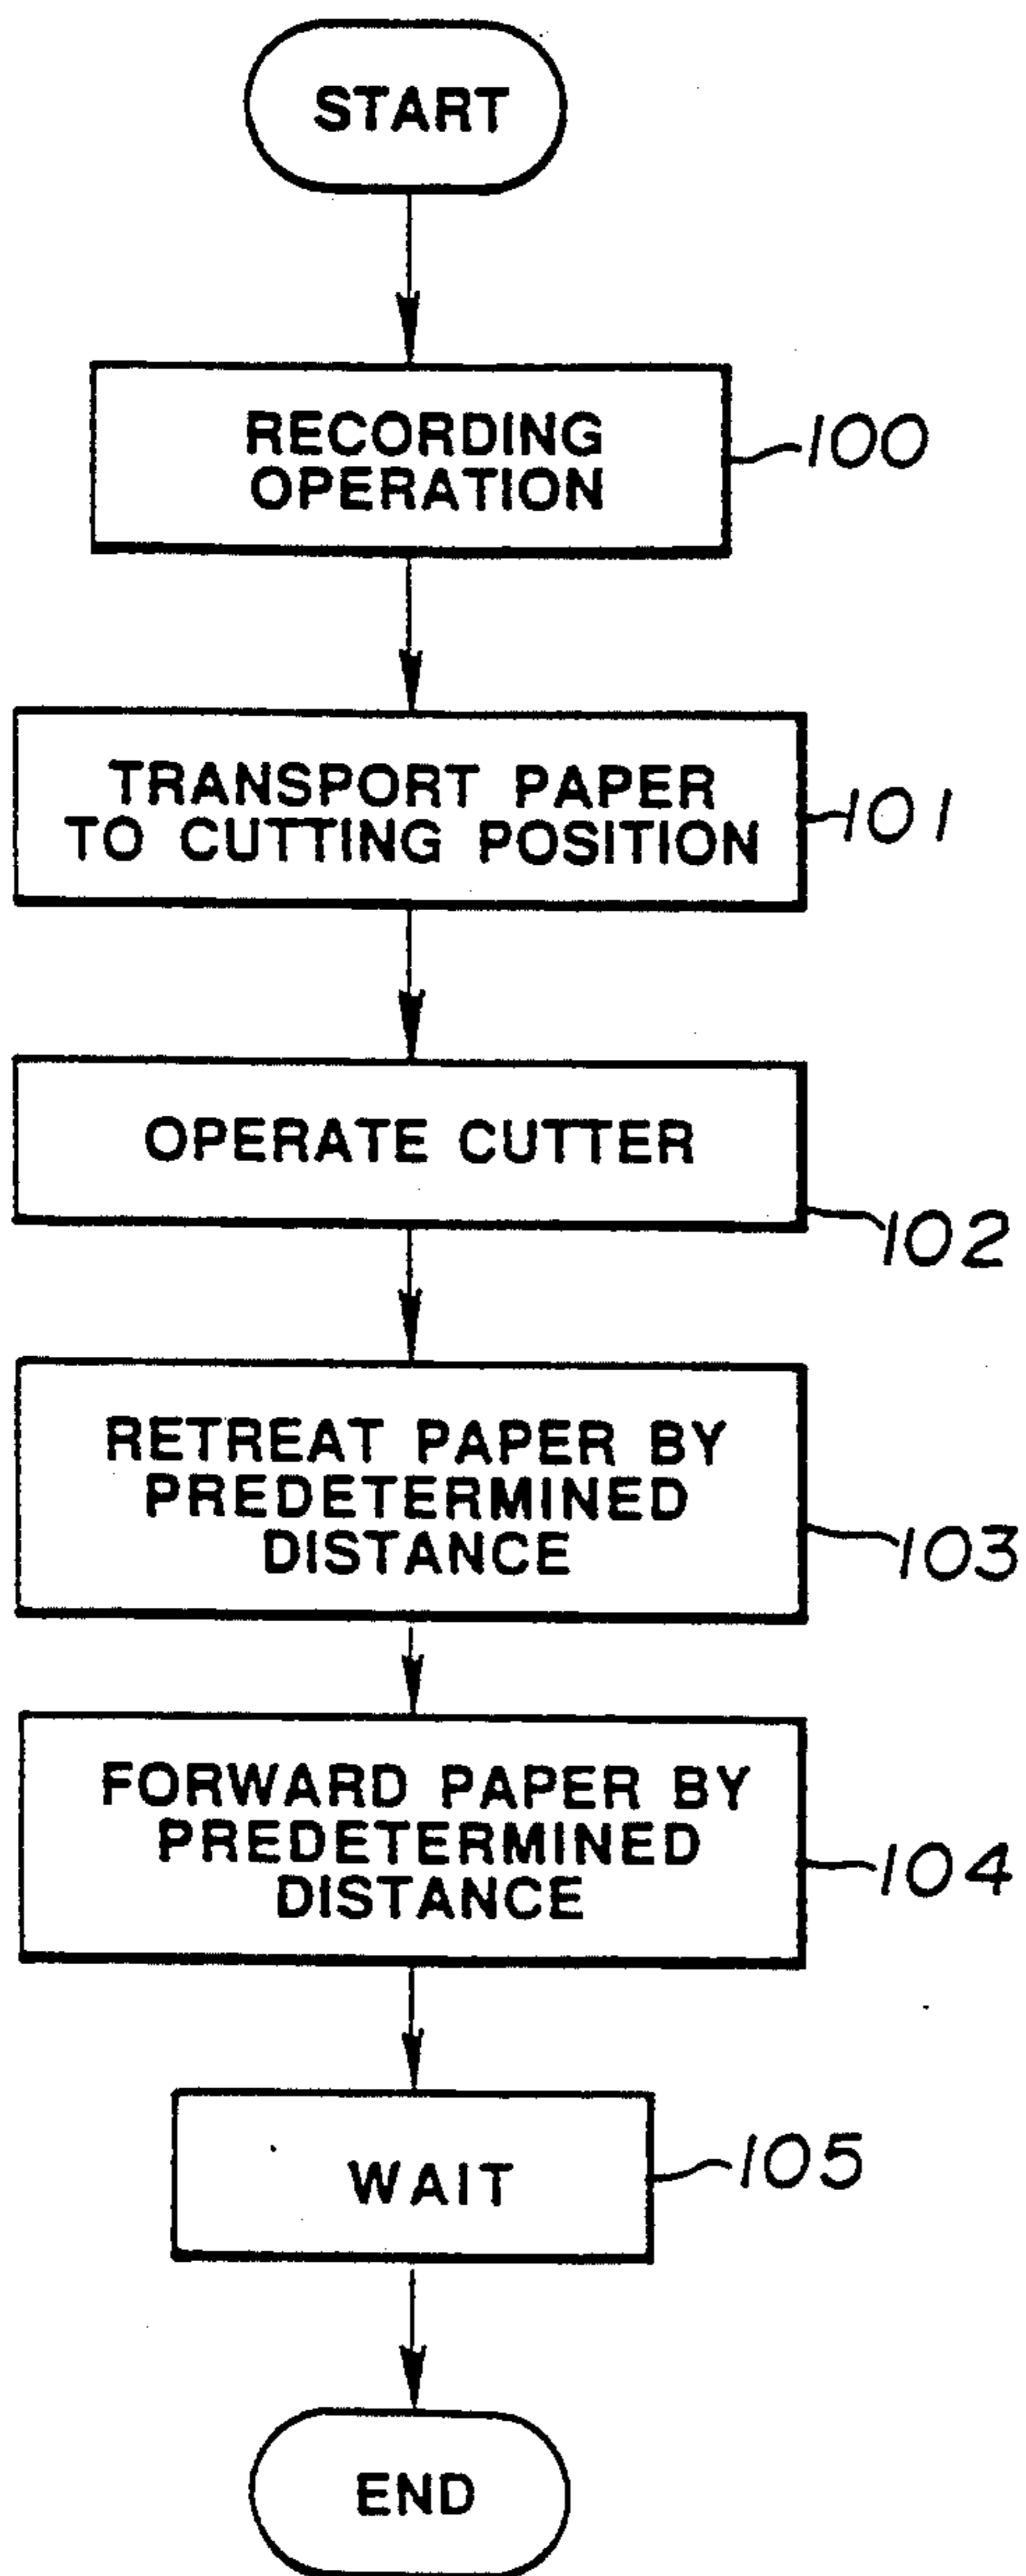 START
RECORDING
OPERATION
100
TRANSPORT PAPER
TO CUTTING POSITION
101
OPERATE CUTTER
102
RETREAT PAPER BY
PREDETERMINED
DISTANCE
103
FORWARD PAPER BY
PREDETERMINED
DISTANCE
104
WAIT
105
END